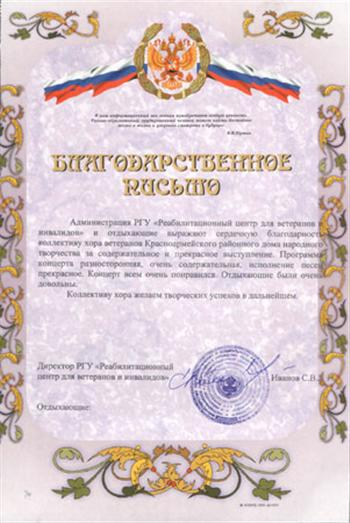 В.В.Путин
БЛАГОДАРСТВЕННОЕ
ПИСЬМО
Администрация РГУ «Реабилитационный центр для ветеранов и
инвалидов» и отдыхающие выражают сердечную благодарность
коллективу хора ветеранов Красноармейского районного дома народного
творчества за содержательное и прекрасное выступление. Программа
концерта разносторонняя, очень содержательная, исполнение песен
прекрасное. Концерт всем очень понравился. Отдыхающие были очень
довольны.
Коллективу хора желаем творческих успехов в дальнейшем.
Директор РГУ «Реабилитационный
центр для ветеранов и инвалидов»
Иванов С.В.
Отдыхающие: